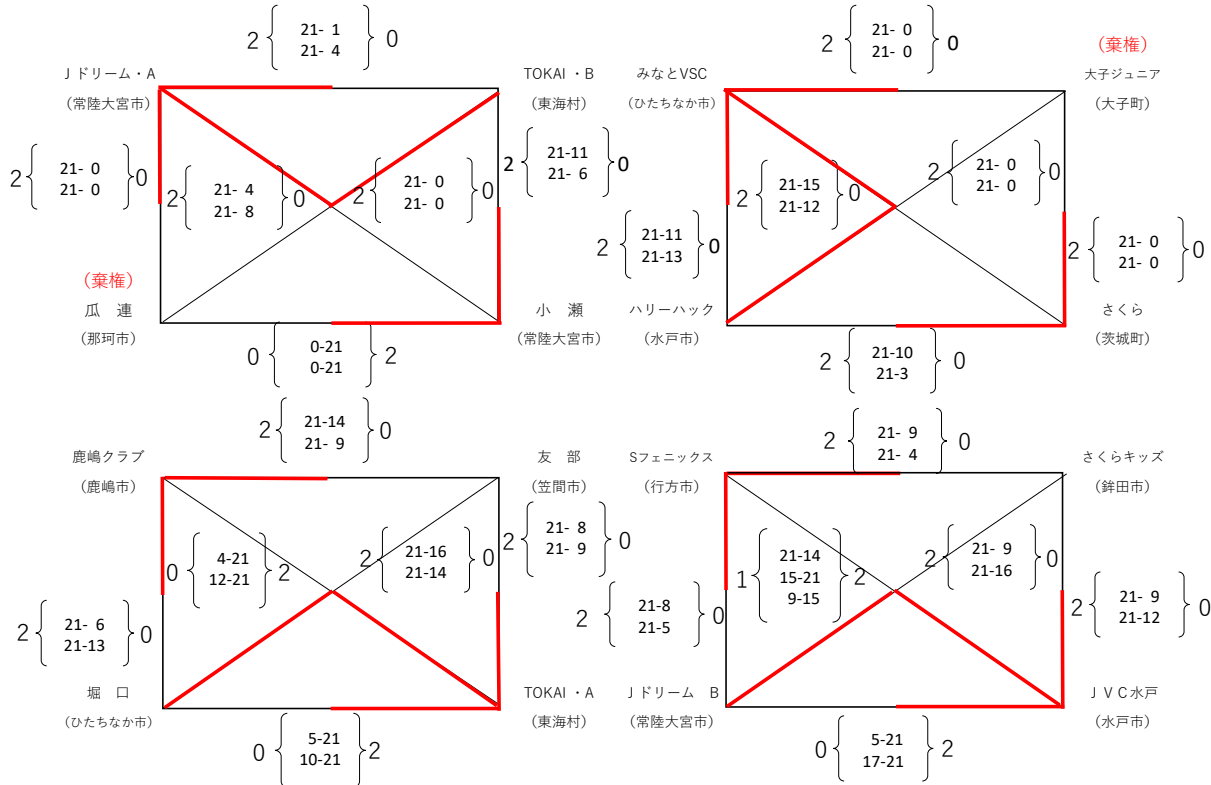 2 21- 1 0
21- 4
Jドリーム・A
(常陸大宮市)
TOKAI ・B
(東海村)
2 21- 0 0
21- 0
2 21- 4 0
21- 8
2 21- 0 0
21- 0
2 21-11 0
21- 6
(棄権)
瓜 連
(那珂市)
小 瀬
(常陸大宮市)
0 0-21 2
0-21
2 21- 0 0
21- 0
みなとVSC
(ひたちなか市)
(棄権)
大子ジュニア
(大子町)
2 21-11 0
21-13
2 21-15 0
21-12
2 21- 0 0
21- 0
2 21- 0 0
21- 0
ハリーハック
(水戸市)
さくら
(茨城町)
2 21-10 0
21-3
2 21-14 0
21- 9
鹿嶋クラブ
(鹿嶋市)
友 部
(笠間市)
2 21- 6 0
21-13
0 4-21 2
12-21
2 21-16 0
21-14
2 21- 8 0
21- 9
堀 口
(ひたちなか市)
TOKAI ・A
(東海村)
0 5-21 2
10-21
2 21- 9 0
21- 4
Sフェニックス
(行方市)
さくらキッズ
(鉾田市)
2 21-8 0
21-5
1 21-14 2
15-21
9-15
2 21- 9 0
21-16
2 21- 9 0
21-12
Jドリーム B
(常陸大宮市)
JVC水戸
(水戸市)
0 5-21 2
17-21